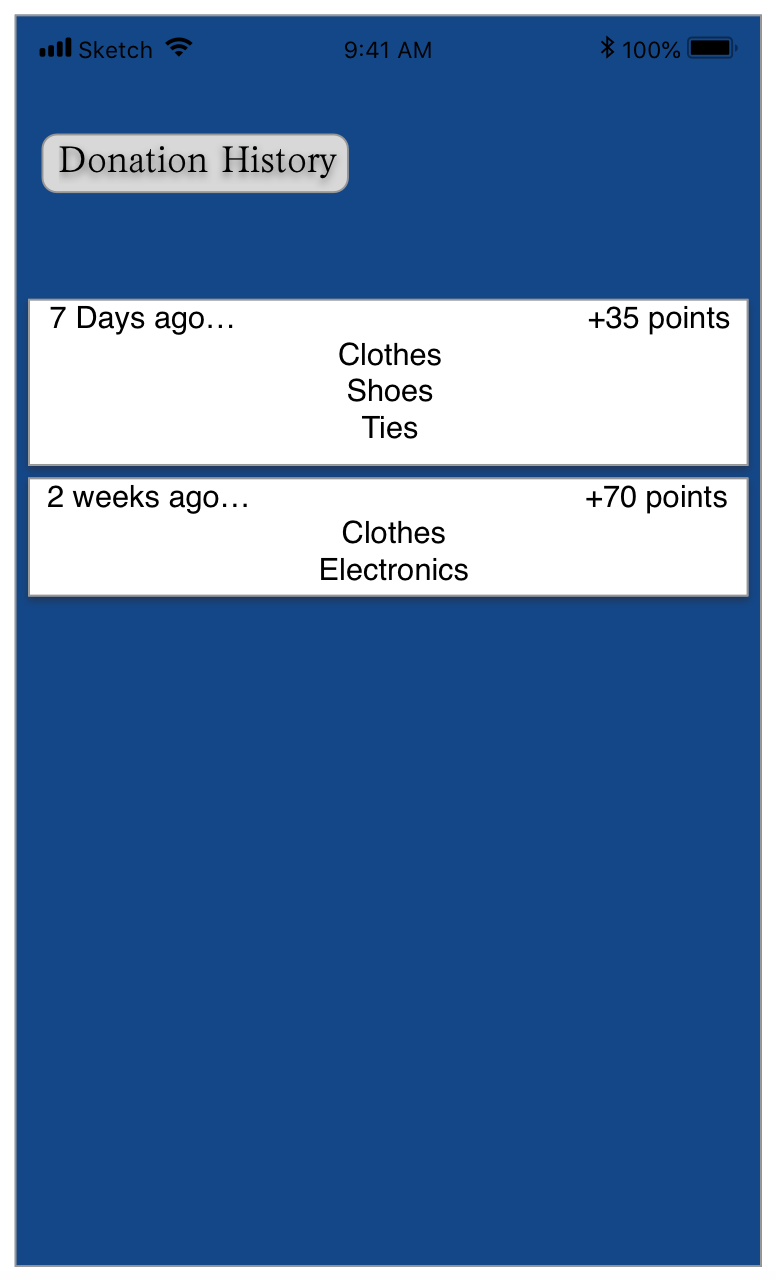 Sketch 9:41 AM 100%
Donation History
7 Days ago… +35 points
Clothes
Shoes
Ties
2 weeks ago… +70 points
Clothes
Electronics